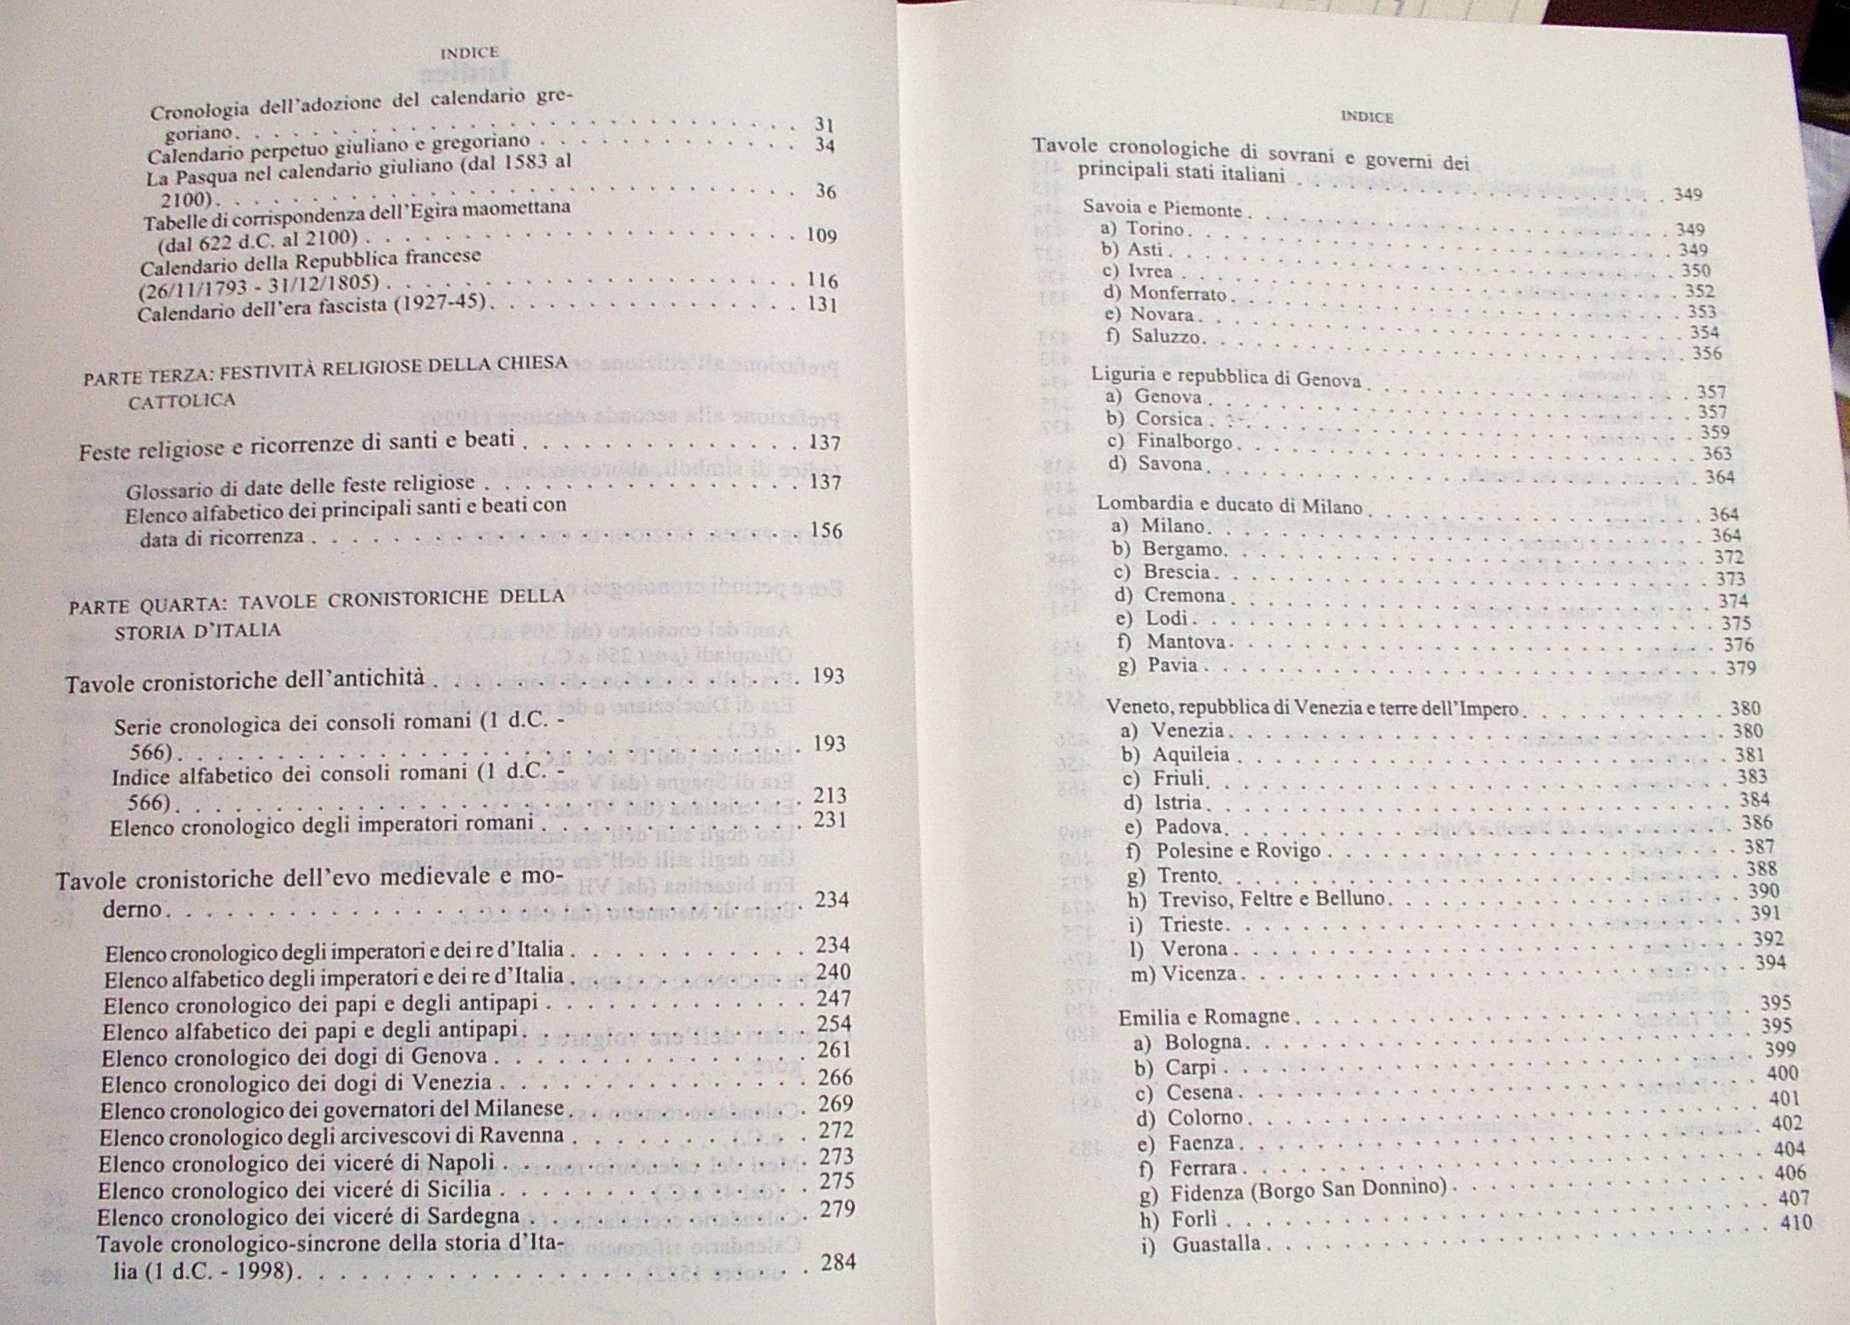 INDICE
Cronologia dell'adozione del calendario gre-
goriano. . . . . . . . . . . . . . . . . . . . 31
Calendario perpetuo giuliano e gregoriano . . . . . . . . . . 34
La Pasqua nel calendario giuliano (dal 1583 al
2100). . . . . . . . . . . . . . . . . . . . 36
Tabelle di corrispondenza dell'Egira maomettana
(dal 622 d.C. al 2100) . . . . . . . . . . . . . . . 109
Calendario della Repubblica francese
(26/11/1793 - 31/12/1805) . . . . . . . . . . . . . . . 116
Calendario dell'era fascista (1927-45). . . . . . . . . . 131
PARTE TERZA: FESTIVITÀ RELIGIOSE DELLA CHIESA
CATTOLICA
Feste religiose e ricorrenze di santi e beati . . . . . . . . . . 137
Glossario di date delle feste religiose . . . . . . . . . . 137
Elenco alfabetico dei principali santi e beati con
data di ricorrenza . . . . . . . . . . . . . . . 156
PARTE QUARTA: TAVOLE CRONISTORICHE DELLA
STORIA D'ITALIA
Tavole cronistoriche dell'antichità . . . . . . . . . . 193
Serie cronologica dei consoli romani (1 d.C. -
566) . . . . . . . . . . . . . . . 193
Indice alfabetico dei consoli romani (1 d.C. -
566) . . . . . . . . . . . . . . . 213
Elenco cronologico degli imperatori romani . . . . . . . . . . 231
Tavole cronistoriche dell'evo medievale e mo-
derno . . . . . . . . . . . . . . . 234
Elenco cronologico degli imperatori e dei re d'Italia . . . . . . . . . . 234
Elenco alfabetico degli imperatori e dei re d'Italia . . . . . . . . . . 240
Elenco cronologico dei papi e degli antipapi . . . . . . . . . . 247
Elenco alfabetico dei papi e degli antipapi . . . . . . . . . . 254
Elenco cronologico dei dogi di Genova . . . . . . . . . . 261
Elenco cronologico dei dogi di Venezia . . . . . . . . . . 266
Elenco cronologico dei governatori del Milanese . . . . . . . . . . 269
Elenco cronologico degli arcivescovi di Ravenna . . . . . . . . . . 272
Elenco cronologico dei viceré di Napoli . . . . . . . . . . 273
Elenco cronologico dei viceré di Sicilia . . . . . . . . . . 275
Elenco cronologico dei viceré di Sardegna . . . . . . . . . . 279
Tavole cronologico-sincrone della storia d'Ita-
lia (1 d.C. - 1998) . . . . . . . . . . 284
INDICE
Tavole cronologiche di sovrani e governi dei
principali stati italiani . . . . . . . . . . 349
Savoia e Piemonte . . . . . . . . . . 349
a) Torino . . . . . . . . . . 349
b) Asti . . . . . . . . . . 350
c) Ivrea . . . . . . . . . . 352
d) Monferrato . . . . . . . . . . 353
e) Novara . . . . . . . . . . 354
f) Saluzzo . . . . . . . . . . 356
Liguria e repubblica di Genova . . . . . . . . . . 357
a) Genova . . . . . . . . . . 357
b) Corsica . . . . . . . . . . 359
c) Finalborgo . . . . . . . . . . 363
d) Savona . . . . . . . . . . 364
Lombardia e ducato di Milano . . . . . . . . . . 364
a) Milano . . . . . . . . . . 364
b) Bergamo . . . . . . . . . . 372
c) Brescia . . . . . . . . . . 373
d) Cremona . . . . . . . . . . 374
e) Lodi . . . . . . . . . . 375
f) Mantova . . . . . . . . . . 376
g) Pavia . . . . . . . . . . 379
Veneto, repubblica di Venezia e terre dell'Impero . . . . . . . . . . 380
a) Venezia . . . . . . . . . . 380
b) Aquileia . . . . . . . . . . 381
c) Friuli . . . . . . . . . . 383
d) Istria . . . . . . . . . . 384
e) Padova . . . . . . . . . . 386
f) Polesine e Rovigo . . . . . . . . . . 387
g) Trento . . . . . . . . . . 388
h) Treviso, Feltre e Belluno . . . . . . . . . . 390
i) Trieste . . . . . . . . . . 391
l) Verona . . . . . . . . . . 392
m) Vicenza . . . . . . . . . . 394
Emilia e Romagne . . . . . . . . . . 395
a) Bologna . . . . . . . . . . 395
b) Carpi . . . . . . . . . . 399
c) Cesena . . . . . . . . . . 400
d) Colorno . . . . . . . . . . 401
e) Faenza . . . . . . . . . . 402
f) Ferrara . . . . . . . . . . 404
g) Fidenza (Borgo San Donnino) . . . . . . . . . . 406
h) Forlì . . . . . . . . . . 407
i) Guastalla . . . . . . . . . . 410